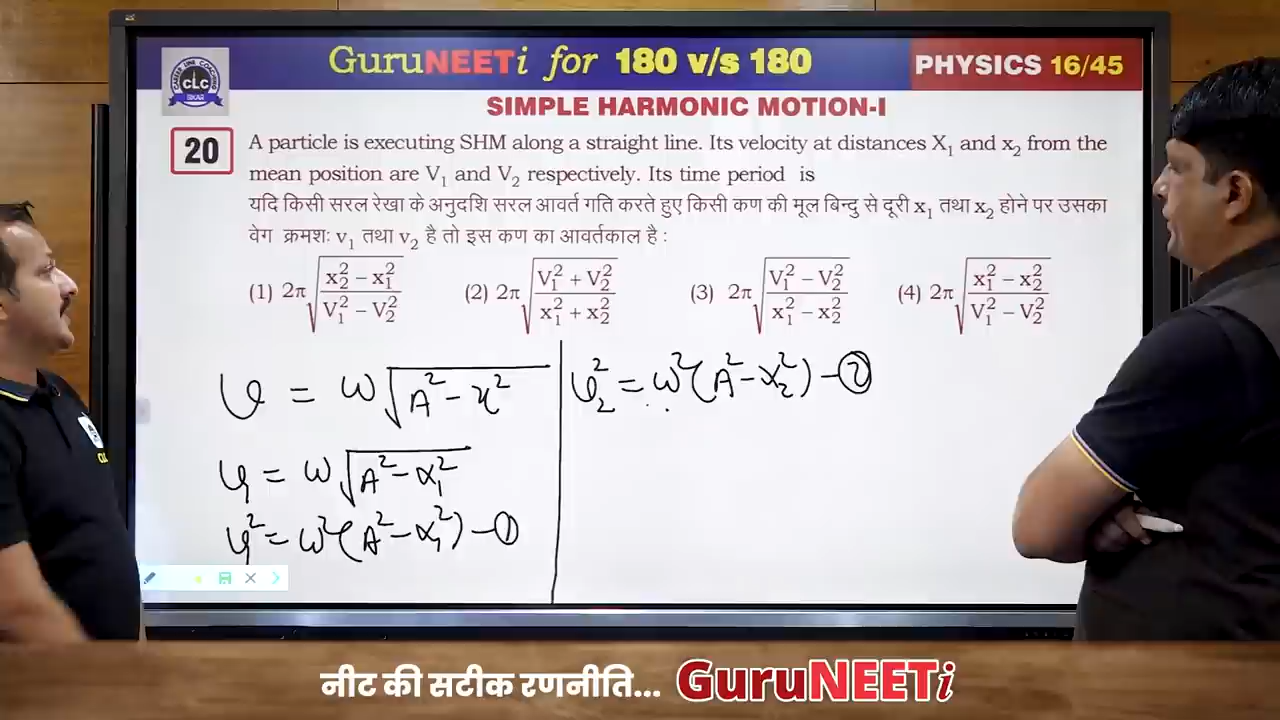 GuruNEETi for 180 v/s 180
PHYSICS 16/45
CAREER LINE COACHING
CLC
SIKAR
SIMPLE HARMONIC MOTION-I
20
A particle is executing SHM along a straight line. Its velocity at distances X₁ and x₂ from the
mean position are V₁ and V₂ respectively. Its time period is
यदि किसी सरल रेखा के अनुदशि सरल आवर्त गति करते हुए किसी कण की मूल बिन्दु से दूरी x₁ तथा x₂ होने पर उसका
वेग क्रमशः v₁ तथा v₂ है तो इस कण का आवर्तकाल है :
(1) 2π√((x₂² – x₁²)/(V₁² – V₂²)) (2) 2π√((V₁² + V₂²)/(x₁² + x₂²)) (3) 2π√((V₁² – V₂²)/(x₁² – x₂²)) (4) 2π√((x₁² – x₂²)/(V₁² – V₂²))
v = ω√(A² – x²)
v₁ = ω√(A² – x₁²)
v₁² = ω²(A² – x₁²) –①
v₂² = ω²(A² – x₂²) –②
नीट की सटीक रणनीति... GuruNEETi